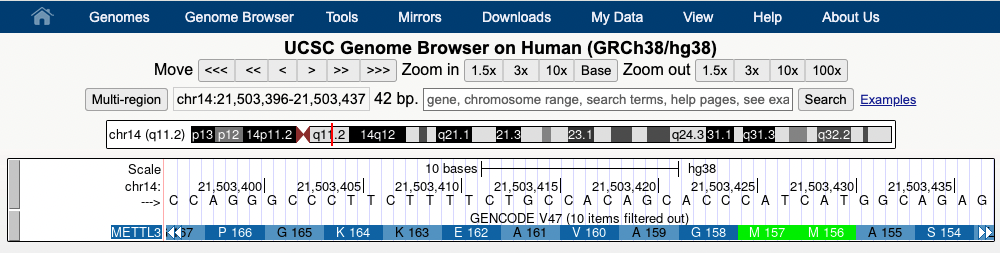 Genomes Genome Browser Tools Mirrors Downloads My Data View Help About Us
UCSC Genome Browser on Human (GRCh38/hg38)
Move <<< << < > >> >>> Zoom in 1.5x 3x 10x Base Zoom out 1.5x 3x 10x 100x
Multi-region chr14:21,503,396-21,503,437 42 bp. gene, chromosome range, search terms, help pages, see exa Search Examples
chr14 (q11.2) p13 p12 14p11.2 q11.2 14q12 q21.1 21.3 23.1 q24.3 31.1 q31.3 q32.2
Scale 10 bases hg38
chr14: 21,503,400 21,503,405 21,503,410 21,503,415 21,503,420 21,503,425 21,503,430 21,503,435
---> C C A G G G C C C T T C T T T T C T G C C A C A G C A C C C A T C A T G G C A G A G
GENCODE V47 (10 items filtered out)
METTL3 67 P 166 G 165 K 164 K 163 E 162 A 161 V 160 A 159 G 158 M 157 M 156 A 155 S 154